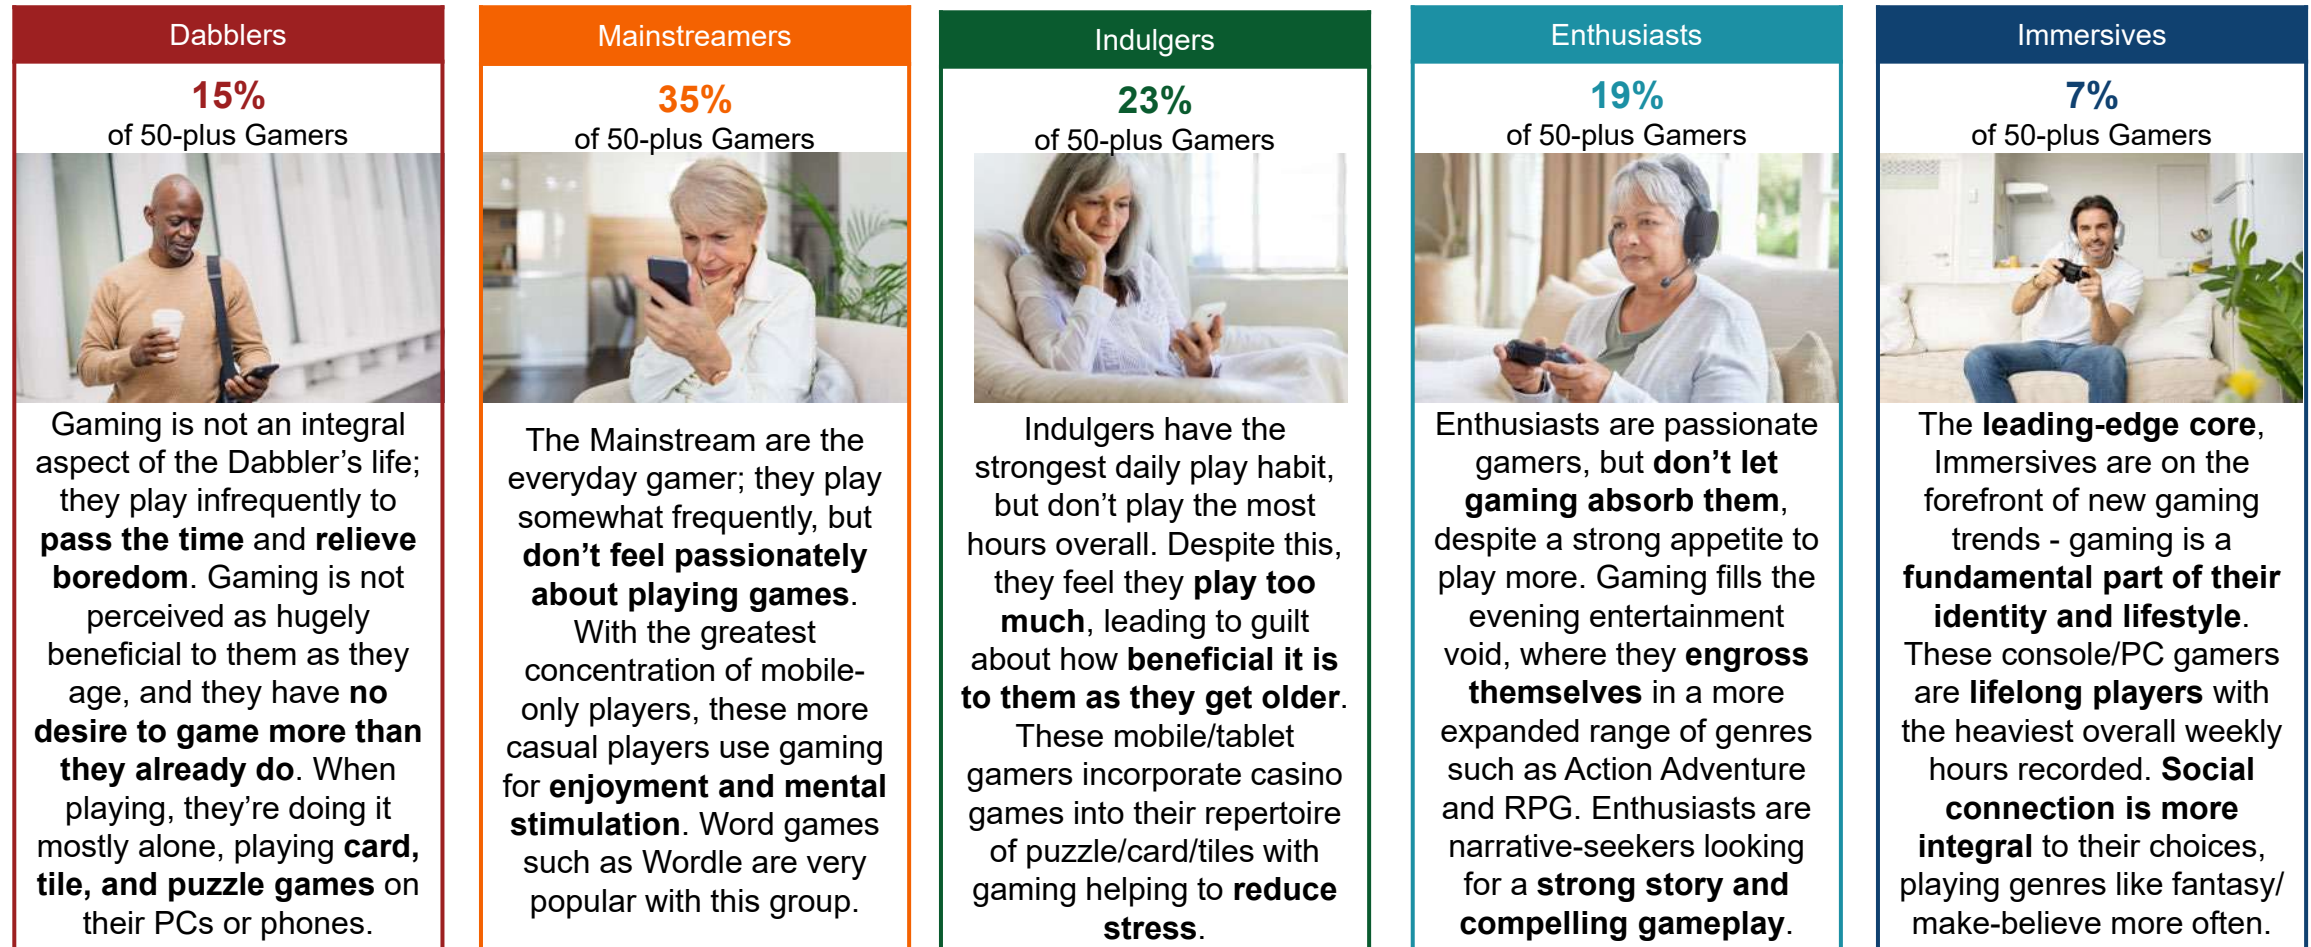 Dabblers
15%
of 50-plus Gamers
Gaming is not an integral
aspect of the Dabbler’s life;
they play infrequently to
pass the time and relieve
boredom. Gaming is not
perceived as hugely
beneficial to them as they
age, and they have no
desire to game more than
they already do. When
playing, they’re doing it
mostly alone, playing card,
tile, and puzzle games on
their PCs or phones.
Mainstreamers
35%
of 50-plus Gamers
The Mainstream are the
everyday gamer; they play
somewhat frequently, but
don’t feel passionately
about playing games.
With the greatest
concentration of mobile-
only players, these more
casual players use gaming
for enjoyment and mental
stimulation. Word games
such as Wordle are very
popular with this group.
Indulgers
23%
of 50-plus Gamers
Indulgers have the
strongest daily play habit,
but don’t play the most
hours overall. Despite this,
they feel they play too
much, leading to guilt
about how beneficial it is
to them as they get older.
These mobile/tablet
gamers incorporate casino
games into their repertoire
of puzzle/card/tiles with
gaming helping to reduce
stress.
Enthusiasts
19%
of 50-plus Gamers
Enthusiasts are passionate
gamers, but don’t let
gaming absorb them,
despite a strong appetite to
play more. Gaming fills the
evening entertainment
void, where they engross
themselves in a more
expanded range of genres
such as Action Adventure
and RPG. Enthusiasts are
narrative-seekers looking
for a strong story and
compelling gameplay.
Immersives
7%
of 50-plus Gamers
The leading-edge core,
Immersives are on the
forefront of new gaming
trends - gaming is a
fundamental part of their
identity and lifestyle.
These console/PC gamers
are lifelong players with
the heaviest overall weekly
hours recorded. Social
connection is more
integral to their choices,
playing genres like fantasy/
make-believe more often.